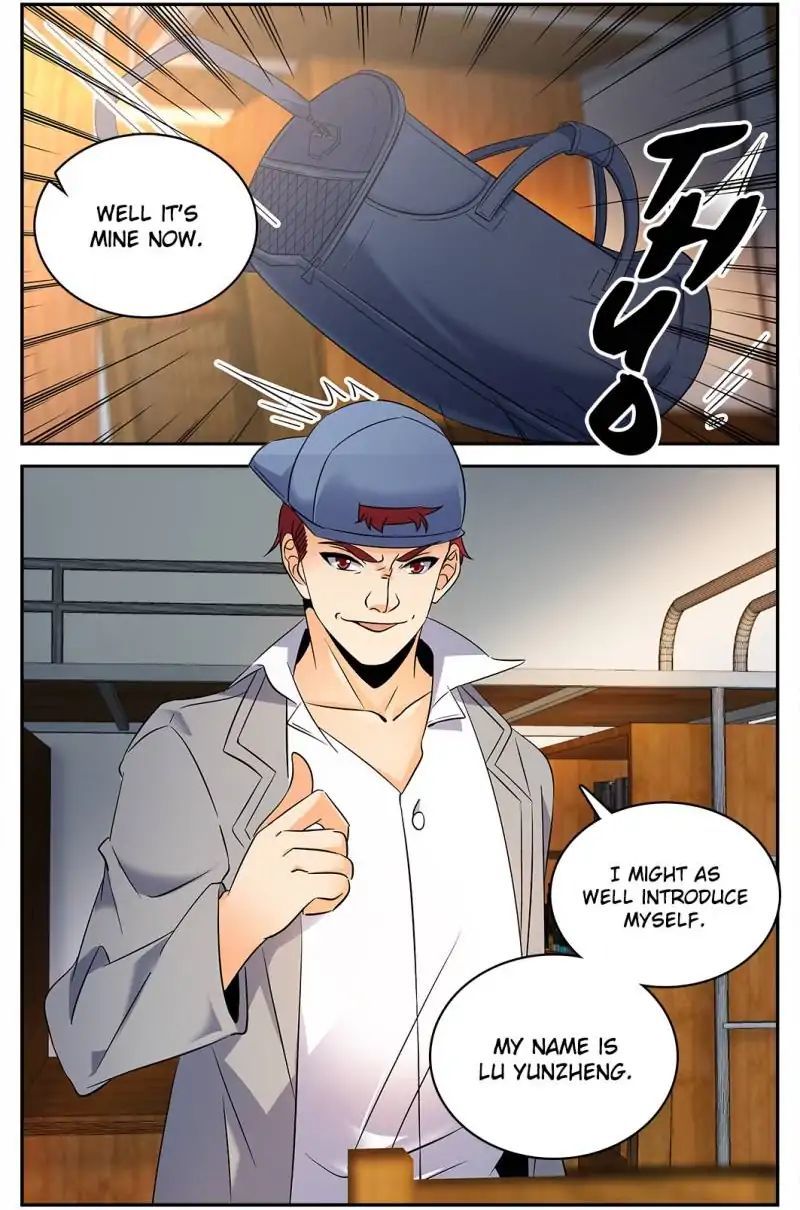 WELL IT'S
MINE NOW.
THUD
I MIGHT AS
WELL INTRODUCE
MYSELF.
MY NAME IS
LU YUNZHENG.